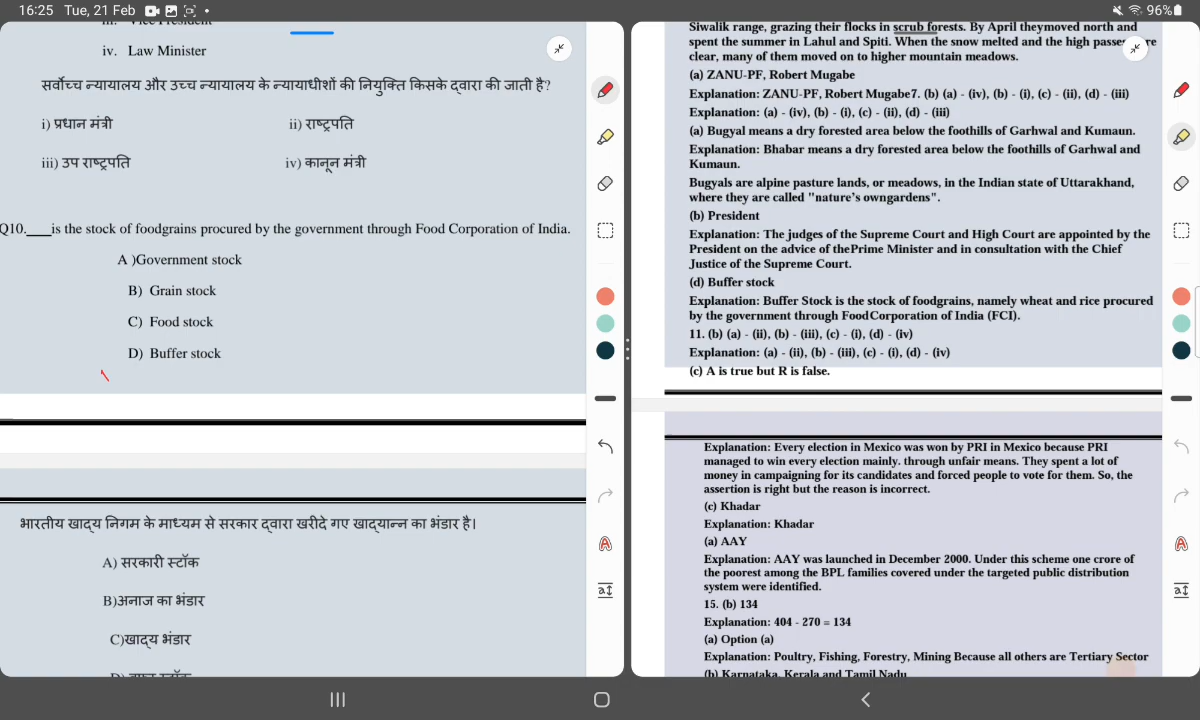 16:25 Tue, 21 Feb
96%
iii. Vice President
iv. Law Minister
सर्वोच्च न्यायालय और उच्च न्यायालय के न्यायाधीशों की नियुक्ति किसके द्वारा की जाती है?
i) प्रधान मंत्री ii) राष्ट्रपति
iii) उप राष्ट्रपति iv) कानून मंत्री
Q10.___is the stock of foodgrains procured by the government through Food Corporation of India.
A )Government stock
B) Grain stock
C) Food stock
D) Buffer stock
भारतीय खाद्य निगम के माध्यम से सरकार द्वारा खरीदे गए खाद्यान्न का भंडार है।
A) सरकारी स्टॉक
B)अनाज का भंडार
C)खाद्य भंडार
D) बफर स्टॉक
Siwalik range, grazing their flocks in scrub forests. By April theymoved north and
spent the summer in Lahul and Spiti. When the snow melted and the high passes
clear, many of them moved on to higher mountain meadows.
(a) ZANU-PF, Robert Mugabe
Explanation: ZANU-PF, Robert Mugabe7. (b) (a) - (iv), (b) - (i), (c) - (ii), (d) - (iii)
Explanation: (a) - (iv), (b) - (i), (c) - (ii), (d) - (iii)
(a) Bugyal means a dry forested area below the foothills of Garhwal and Kumaun.
Explanation: Bhabar means a dry forested area below the foothills of Garhwal and
Kumaun.
Bugyals are alpine pasture lands, or meadows, in the Indian state of Uttarakhand,
where they are called "nature's owngardens".
(b) President
Explanation: The judges of the Supreme Court and High Court are appointed by the
President on the advice of thePrime Minister and in consultation with the Chief
Justice of the Supreme Court.
(d) Buffer stock
Explanation: Buffer Stock is the stock of foodgrains, namely wheat and rice procured
by the government through FoodCorporation of India (FCI).
11. (b) (a) - (ii), (b) - (iii), (c) - (i), (d) - (iv)
Explanation: (a) - (ii), (b) - (iii), (c) - (i), (d) - (iv)
(c) A is true but R is false.
Explanation: Every election in Mexico was won by PRI in Mexico because PRI
managed to win every election mainly. through unfair means. They spent a lot of
money in campaigning for its candidates and forced people to vote for them. So, the
assertion is right but the reason is incorrect.
(c) Khadar
Explanation: Khadar
(a) AAY
Explanation: AAY was launched in December 2000. Under this scheme one crore of
the poorest among the BPL families covered under the targeted public distribution
system were identified.
15. (b) 134
Explanation: 404 - 270 = 134
(a) Option (a)
Explanation: Poultry, Fishing, Forestry, Mining Because all others are Tertiary Sector
(b) Karnataka, Kerala and Tamil Nadu